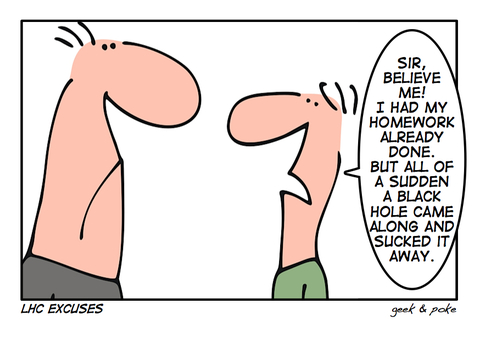 SIR,
BELIEVE
ME!
I HAD MY
HOMEWORK
ALREADY
DONE.
BUT ALL OF
A SUDDEN
A BLACK
HOLE CAME
ALONG AND
SUCKED IT
AWAY.
LHC EXCUSES
geek & poke